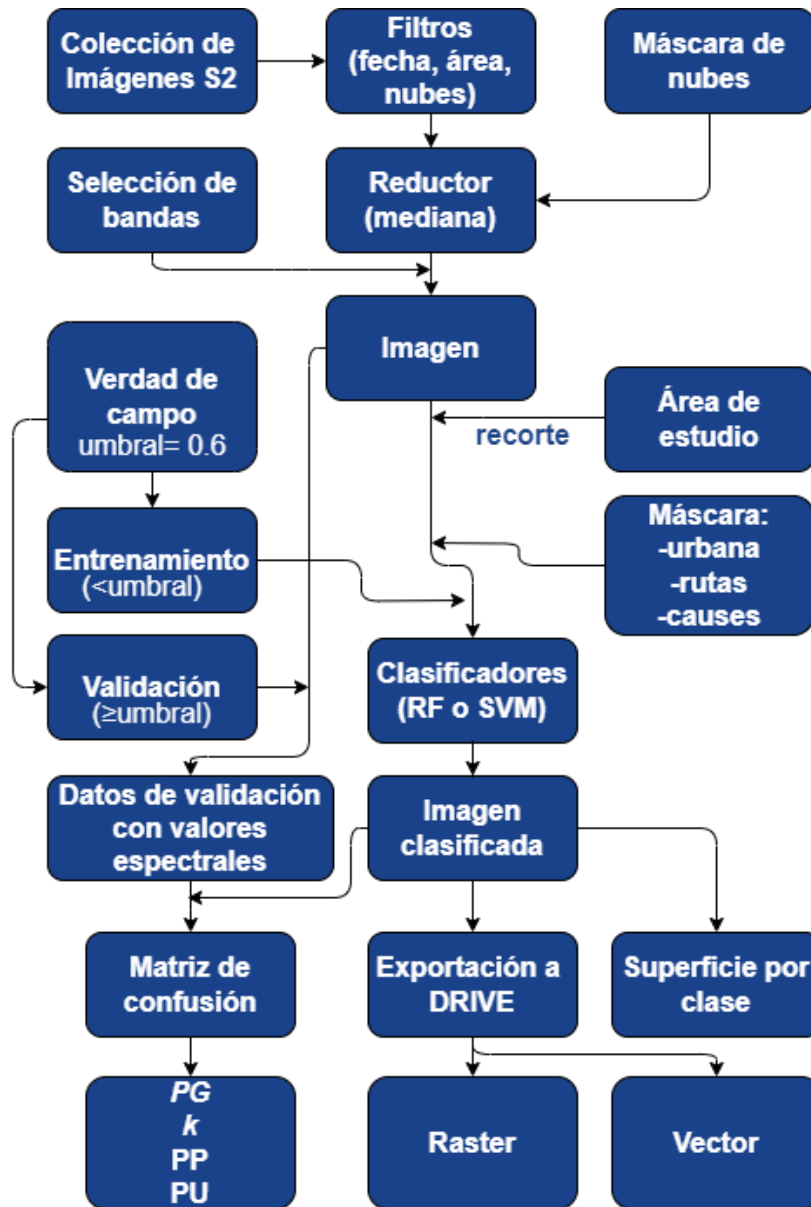 Colección de
Imágenes S2
Filtros
(fecha, área,
nubes)
Máscara de
nubes
Selección de
bandas
Reductor
(mediana)
Imagen
Verdad de
campo
umbral= 0.6
recorte
Área de
estudio
Entrenamiento
(<umbral)
Máscara:
-urbana
-rutas
-causes
Validación
(≥umbral)
Clasificadores
(RF o SVM)
Datos de validación
con valores
espectrales
Imagen
clasificada
Matriz de
confusión
Exportación a
DRIVE
Superficie por
clase
PG
k
PP
PU
Raster
Vector